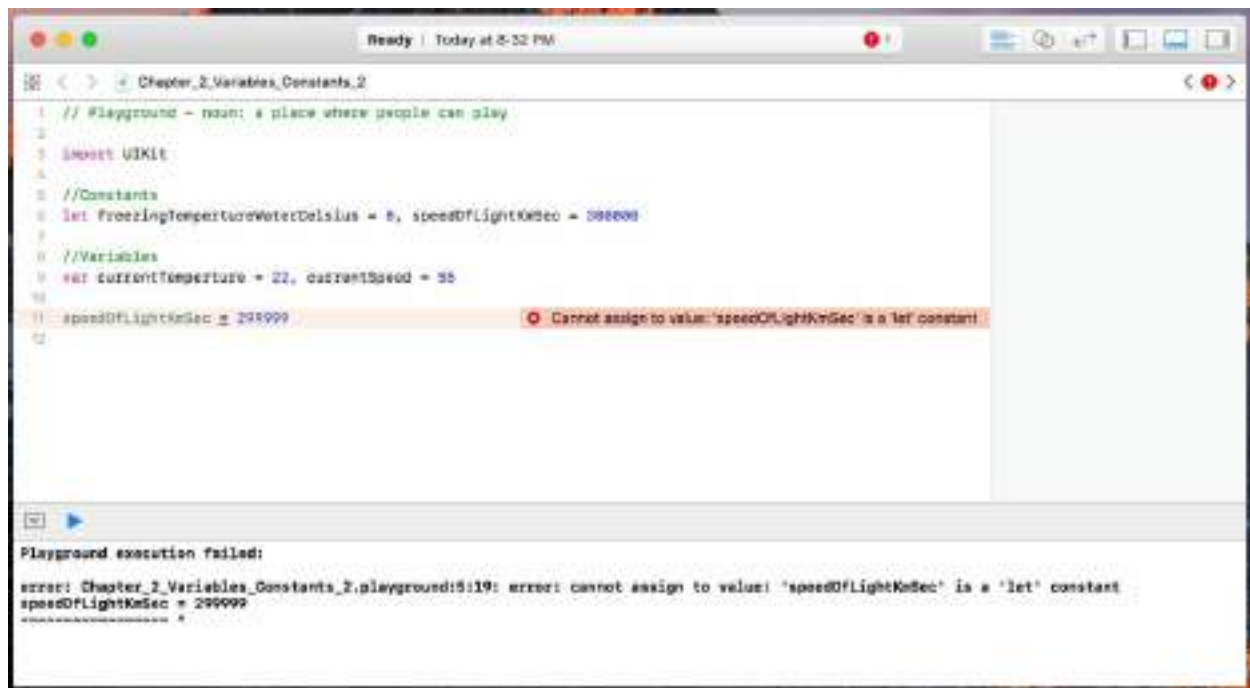 Ready | Today at 8:32 PM
Chapter_2_Variables_Constants_2
1 // Playground - noun: a place where people can play
2
3 import UIKit
4
5 //Constants
6 let freezingTempertureWaterCelsius = 0, speedOfLightKmSec = 300000
7
8 //Variables
9 var currentTemperture = 22, currentSpeed = 55
10
11 speedOfLightKmSec = 299999 Cannot assign to value: 'speedOfLightKmSec' is a 'let' constant
12
Playground execution failed:
error: Chapter_2_Variables_Constants_2.playground:5:19: error: cannot assign to value: 'speedOfLightKmSec' is a 'let' constant
speedOfLightKmSec = 299999
~~~~~~~~~~~~~~~~~ ^